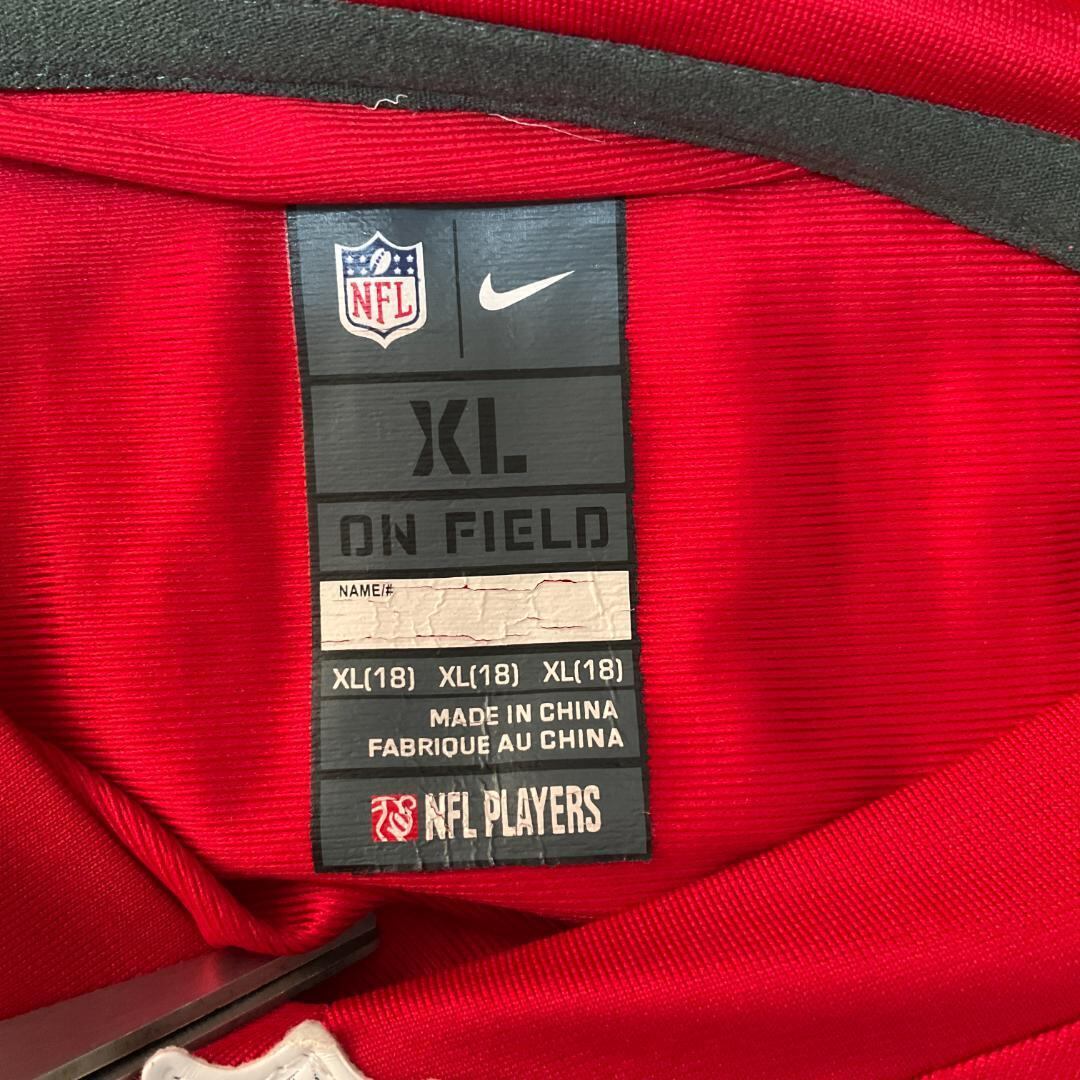 NFL
XL
ON FIELD
NAME/#
XL(18) XL(18) XL(18)
MADE IN CHINA
FABRIQUE AU CHINA
NFL PLAYERS